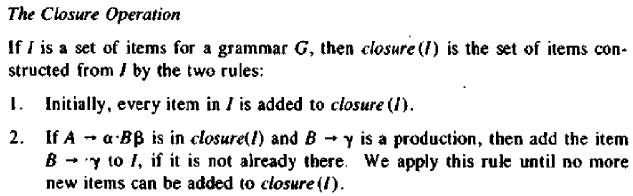 The Closure Operation
If I is a set of items for a grammar G, then closure(I) is the set of items con-
structed from I by the two rules:
1. Initially, every item in I is added to closure(I).
2. If A → α·Bβ is in closure(I) and B → γ is a production, then add the item
B → ·γ to I, if it is not already there. We apply this rule until no more
new items can be added to closure(I).